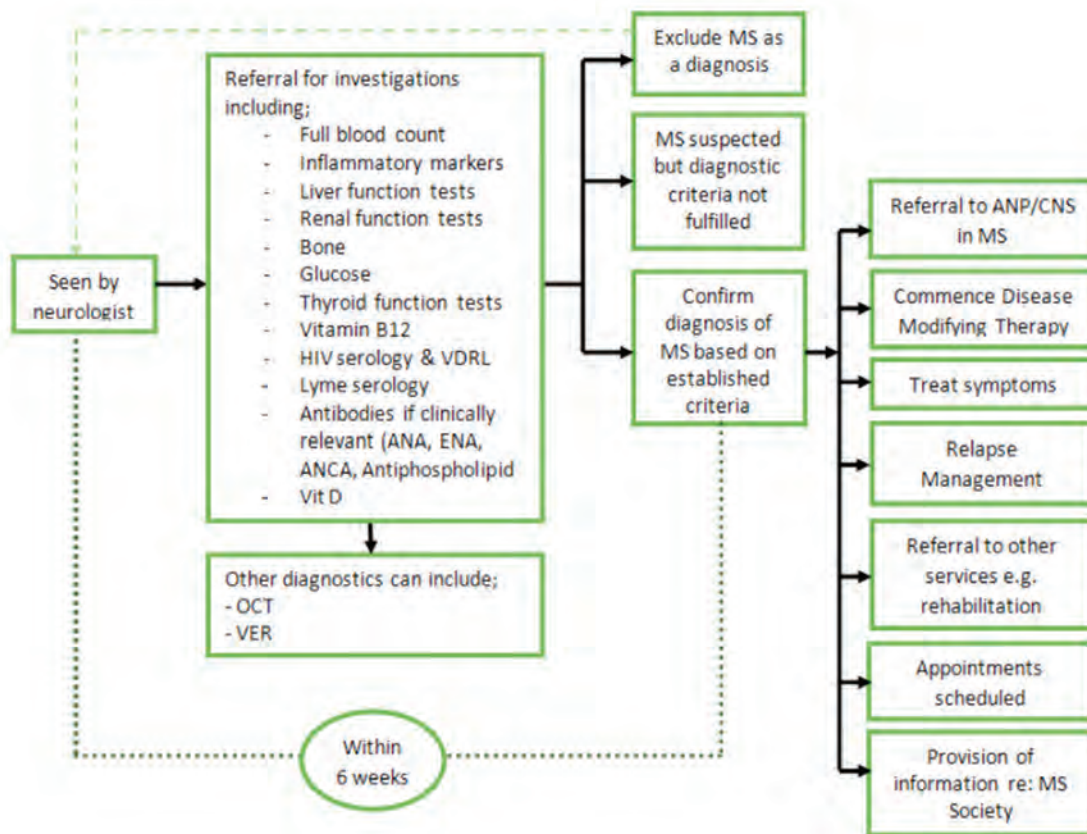 Seen by
neurologist
Referral for investigations
including;
- Full blood count
- Inflammatory markers
- Liver function tests
- Renal function tests
- Bone
- Glucose
- Thyroid function tests
- Vitamin B12
- HIV serology & VDRL
- Lyme serology
- Antibodies if clinically
relevant (ANA, ENA,
ANCA, Antiphospholipid
- Vit D
Other diagnostics can include;
- OCT
- VER
Exclude MS as
a diagnosis
MS suspected
but diagnostic
criteria not
fulfilled
Confirm
diagnosis of
MS based on
established
criteria
Within
6 weeks
Referral to ANP/CNS
in MS
Commence Disease
Modifying Therapy
Treat symptoms
Relapse
Management
Referral to other
services e.g.
rehabilitation
Appointments
scheduled
Provision of
information re: MS
Society